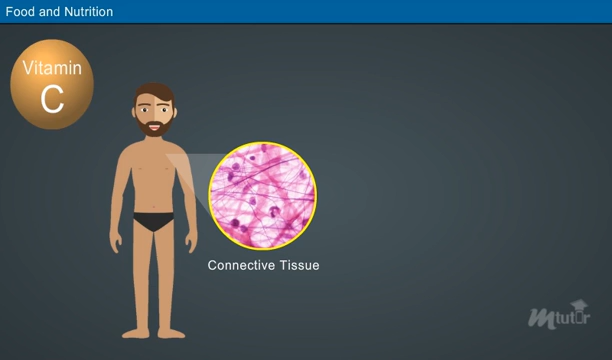 Food and Nutrition
Vitamin
C
Connective Tissue
Mtutor